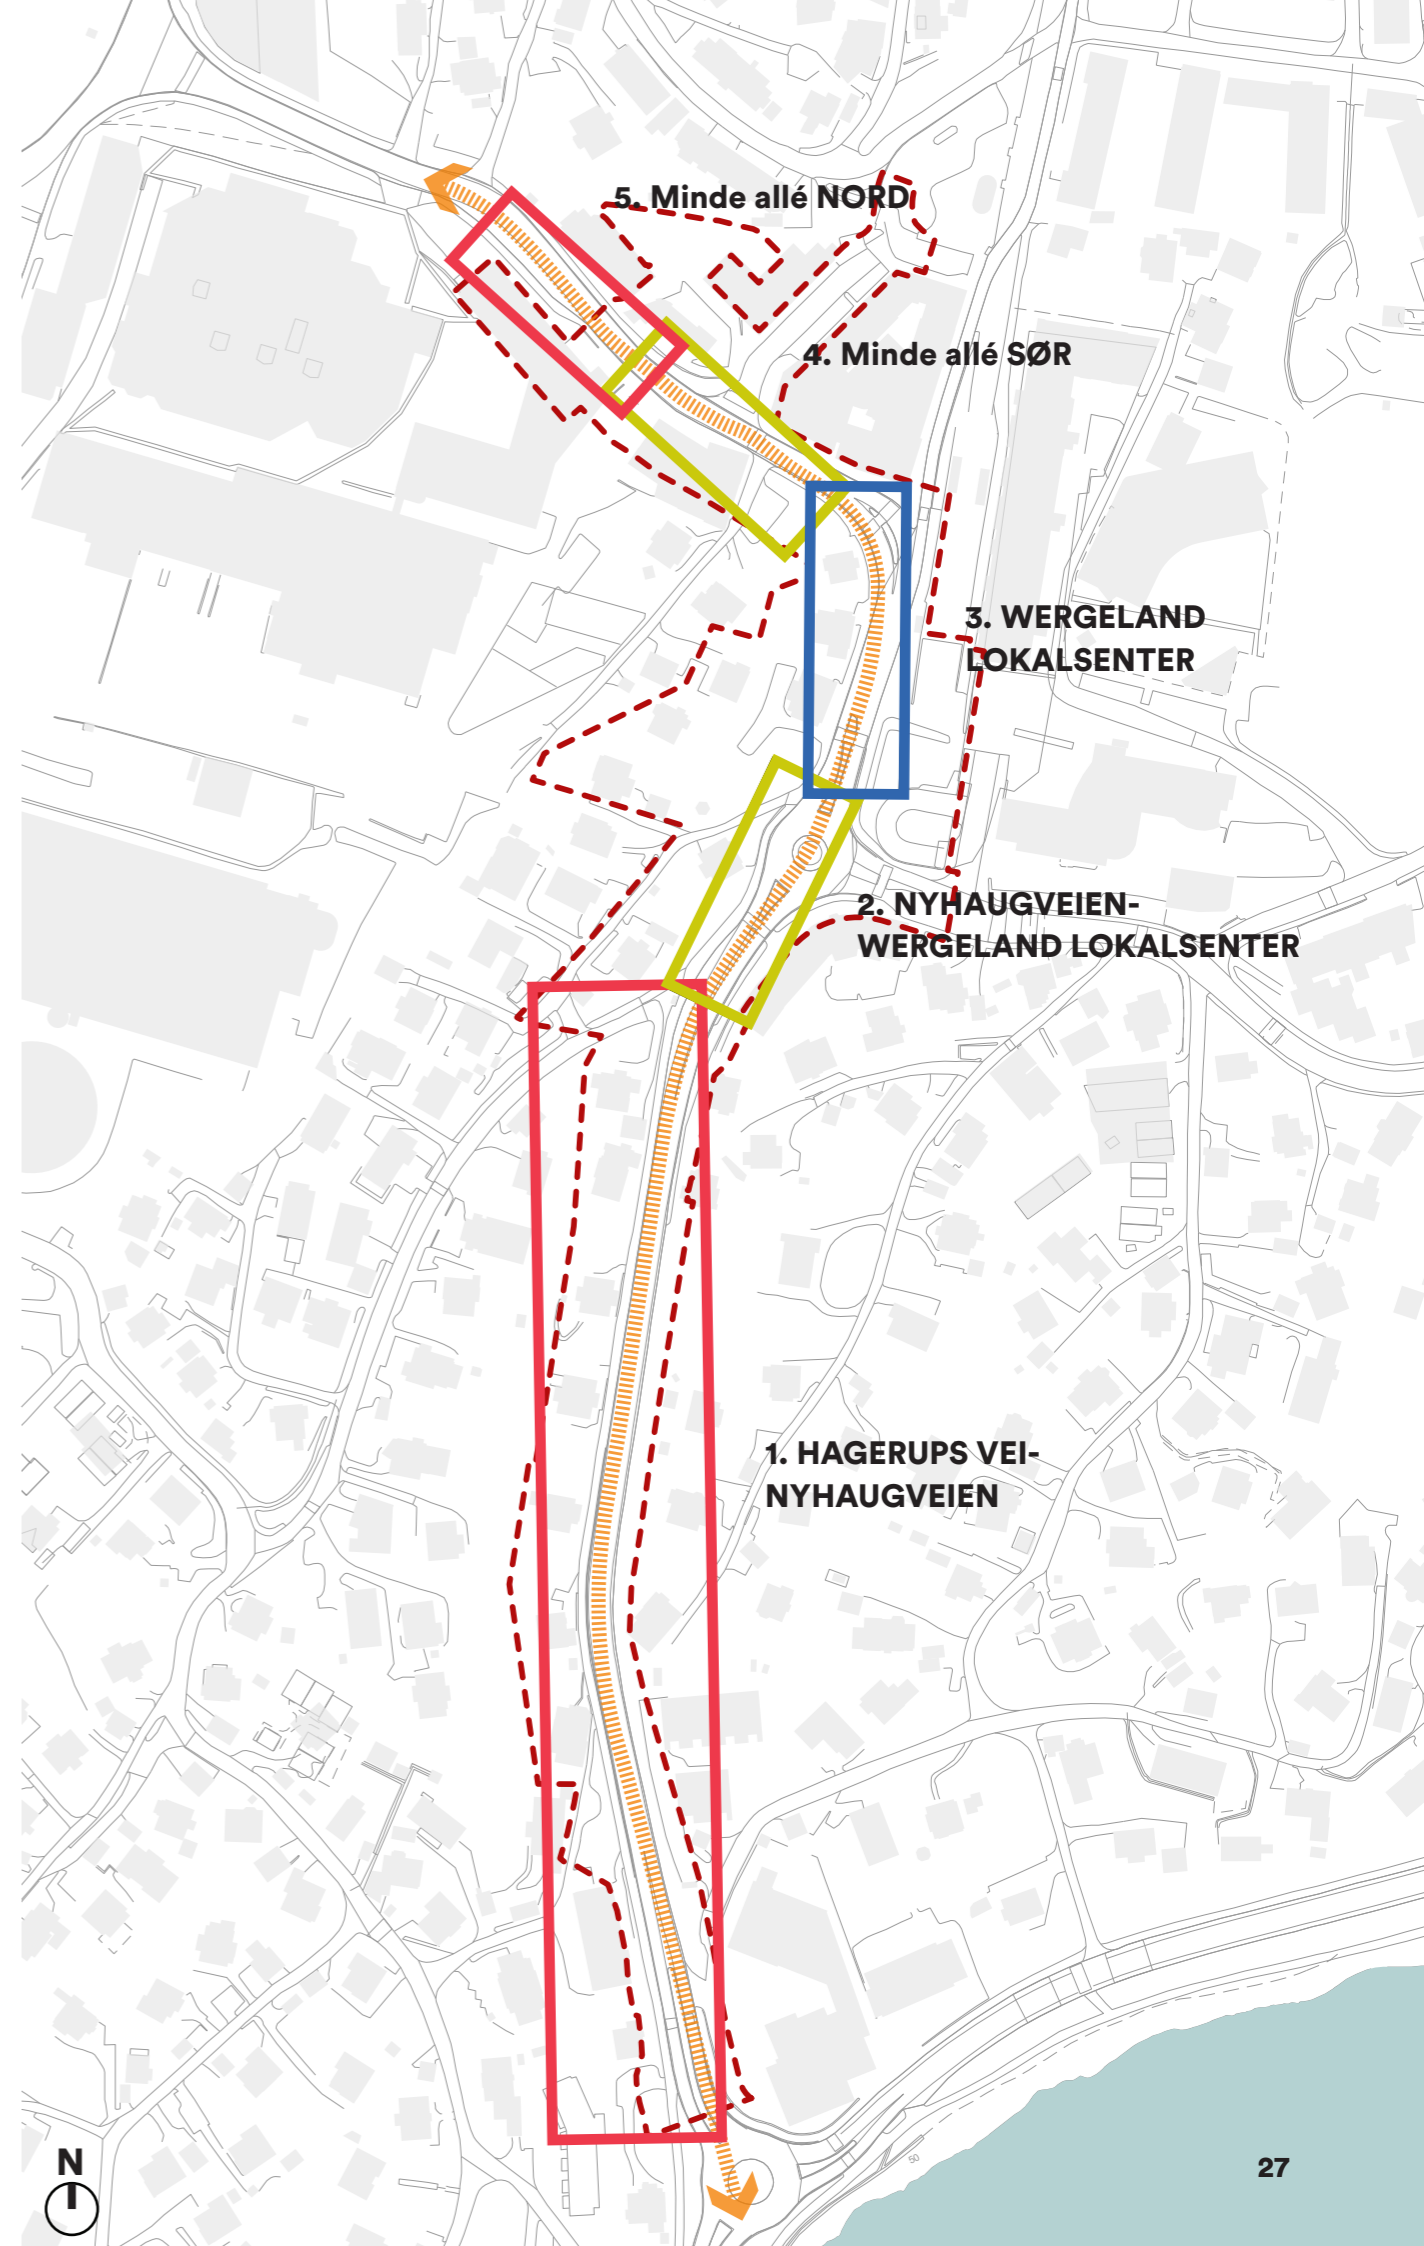 5. Minde allé NORD
4. Minde allé SØR
3. WERGELAND
LOKALSENTER
2. NYHAUGVEIEN-
WERGELAND LOKALSENTER
1. HAGERUPS VEI-
NYHAUGVEIEN
50
N
27